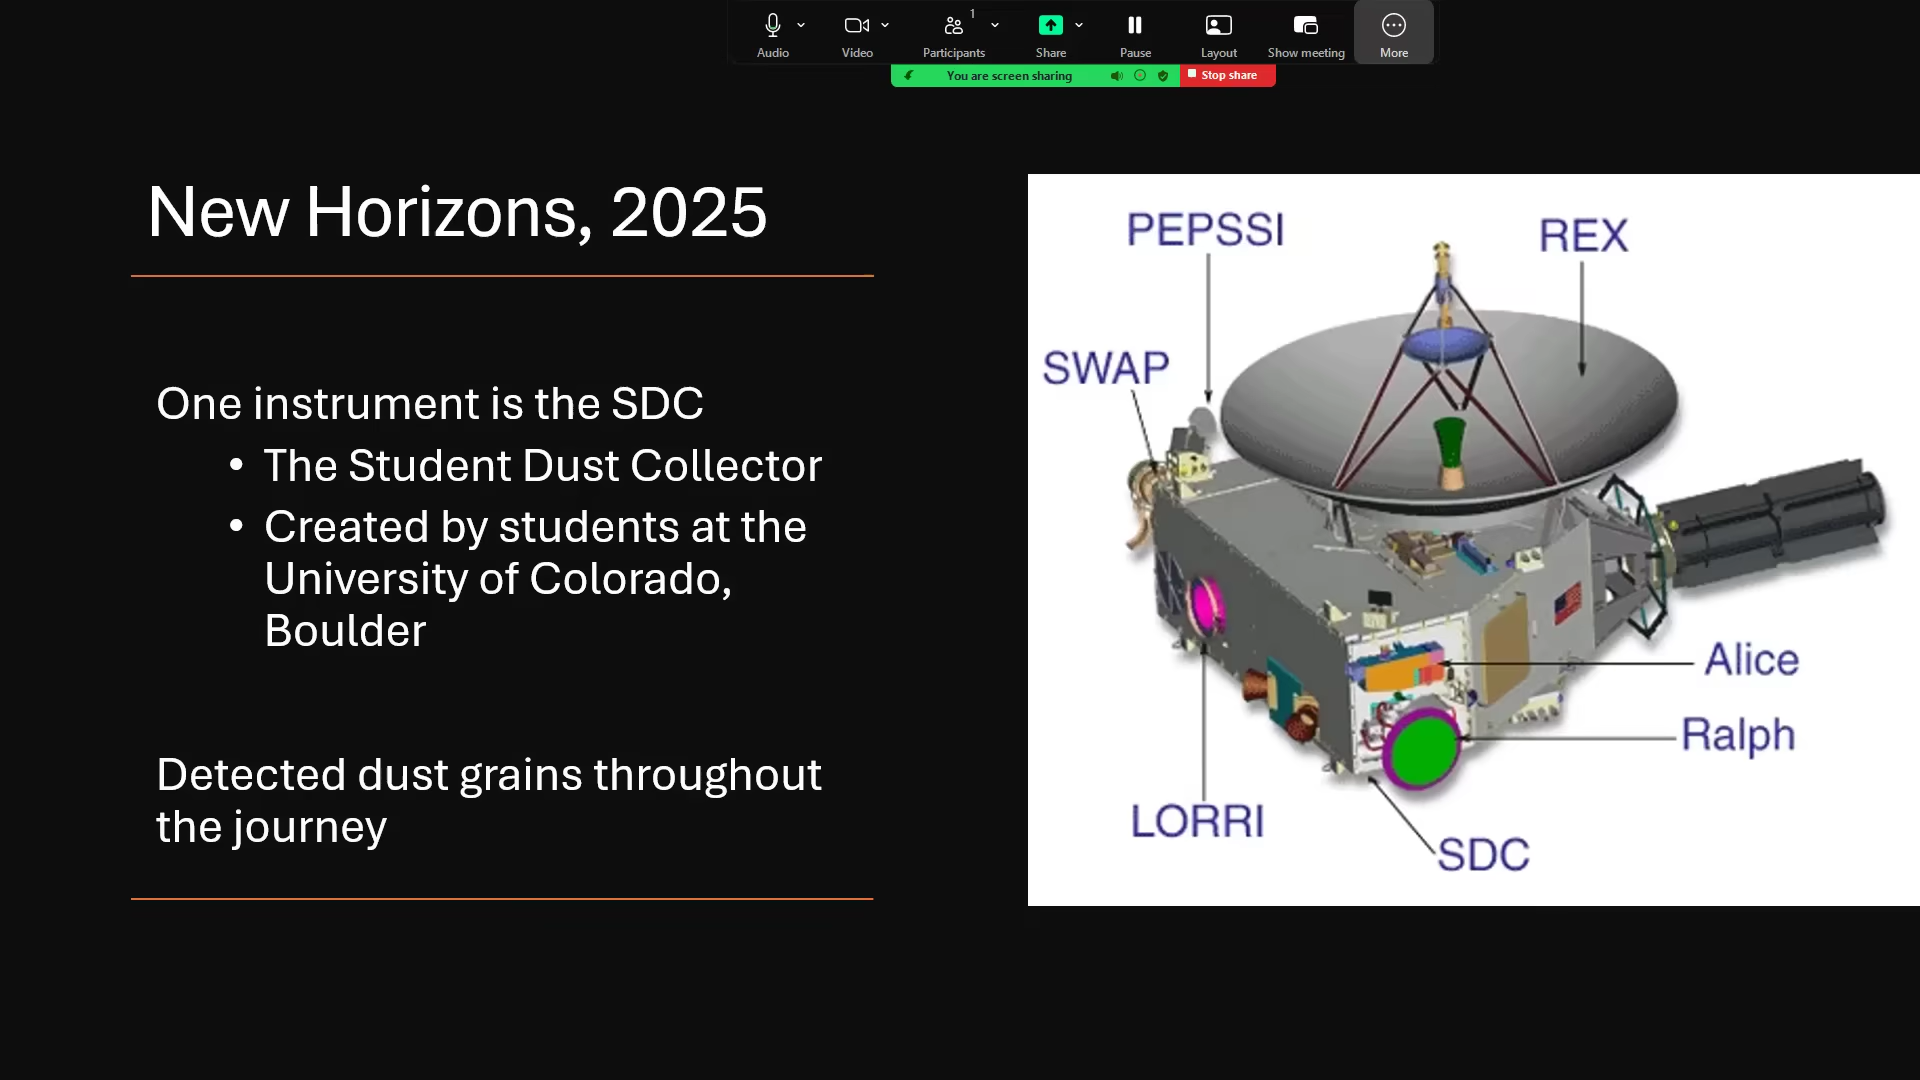 1
Audio
Video
Participants
Share
Pause
Layout
Show meeting
More
You are screen sharing
Stop share
New Horizons, 2025
One instrument is the SDC
• The Student Dust Collector
• Created by students at the
University of Colorado,
Boulder
Detected dust grains throughout
the journey
PEPSSI
REX
SWAP
Alice
Ralph
LORRI
SDC